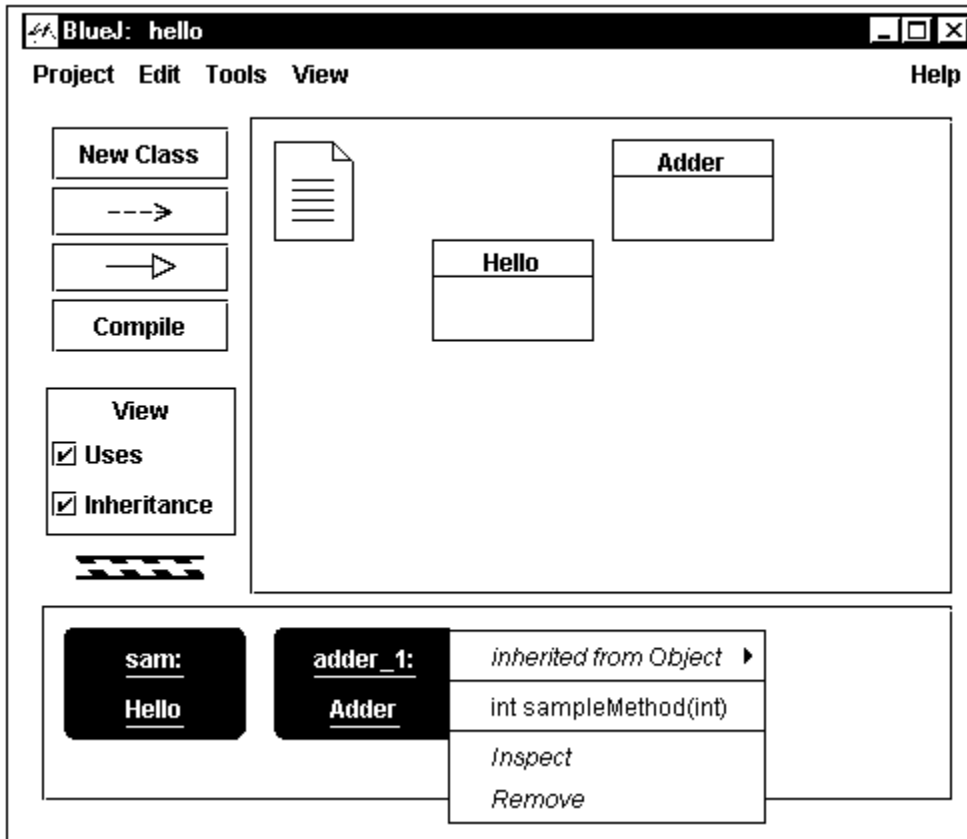 BlueJ: hello
Project Edit Tools View Help
New Class
Adder
Hello
Compile
View
Uses
Inheritance
sam:
Hello
adder_1:
Adder
inherited from Object
int sampleMethod(int)
Inspect
Remove